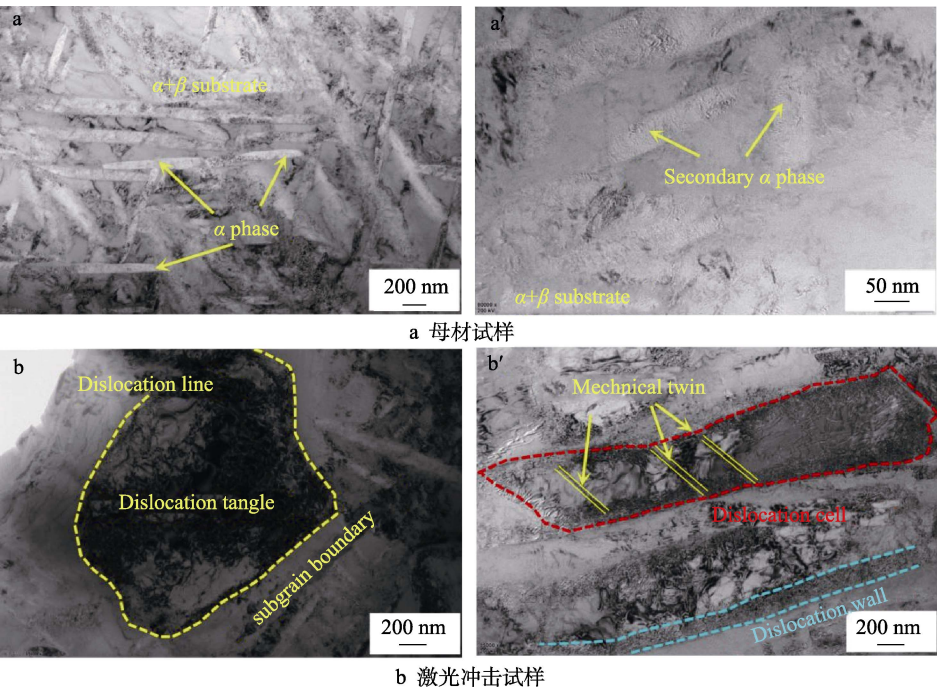 a
α+β substrate
α phase
200 nm
a′
Secondary α phase
α+β substrate
50 nm
a 母材试样
b
Dislocation line
Dislocation tangle
subgrain boundary
200 nm
b′
Mechnical twin
Dislocation cell
Dislocation wall
200 nm
b 激光冲击试样